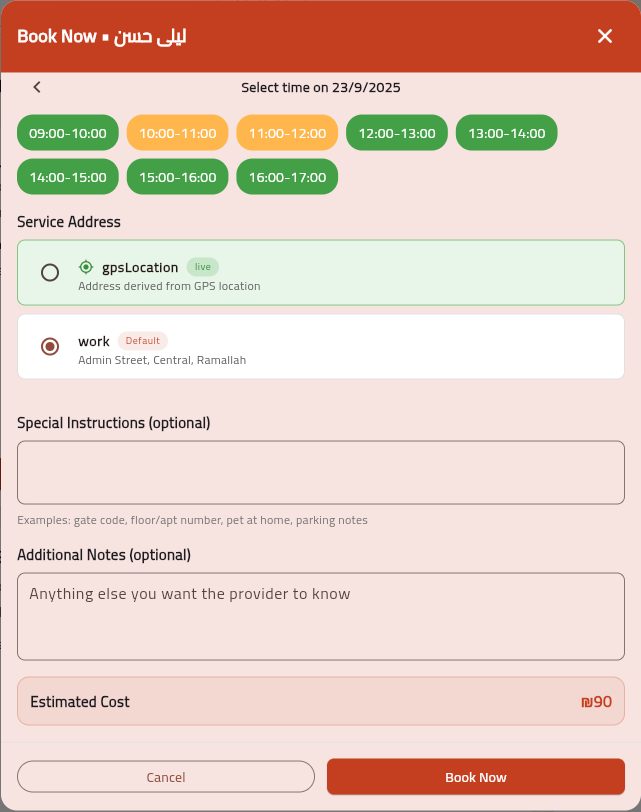 Book Now • ليلى حسن
Select time on 23/9/2025
09:00-10:00 10:00-11:00 11:00-12:00 12:00-13:00 13:00-14:00
14:00-15:00 15:00-16:00 16:00-17:00
Service Address
gpsLocation live
Address derived from GPS location
work Default
Admin Street, Central, Ramallah
Special Instructions (optional)
Examples: gate code, floor/apt number, pet at home, parking notes
Additional Notes (optional)
Anything else you want the provider to know
Estimated Cost ₪90
Cancel Book Now